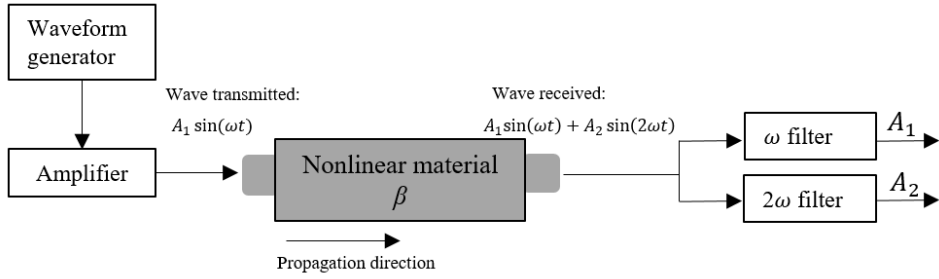 Waveform
generator
Wave transmitted:
A₁ sin(ωt)
Wave received:
A₁sin(ωt) + A₂ sin(2ωt)
Amplifier
Nonlinear material
β
ω filter
A₁
2ω filter
A₂
Propagation direction